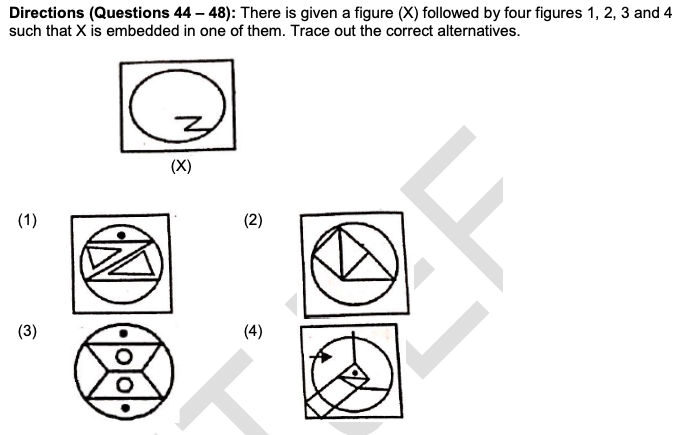 Directions (Questions 44 – 48): There is given a figure (X) followed by four figures 1, 2, 3 and 4
such that X is embedded in one of them. Trace out the correct alternatives.
(X)
(1)
(2)
(3)
(4)